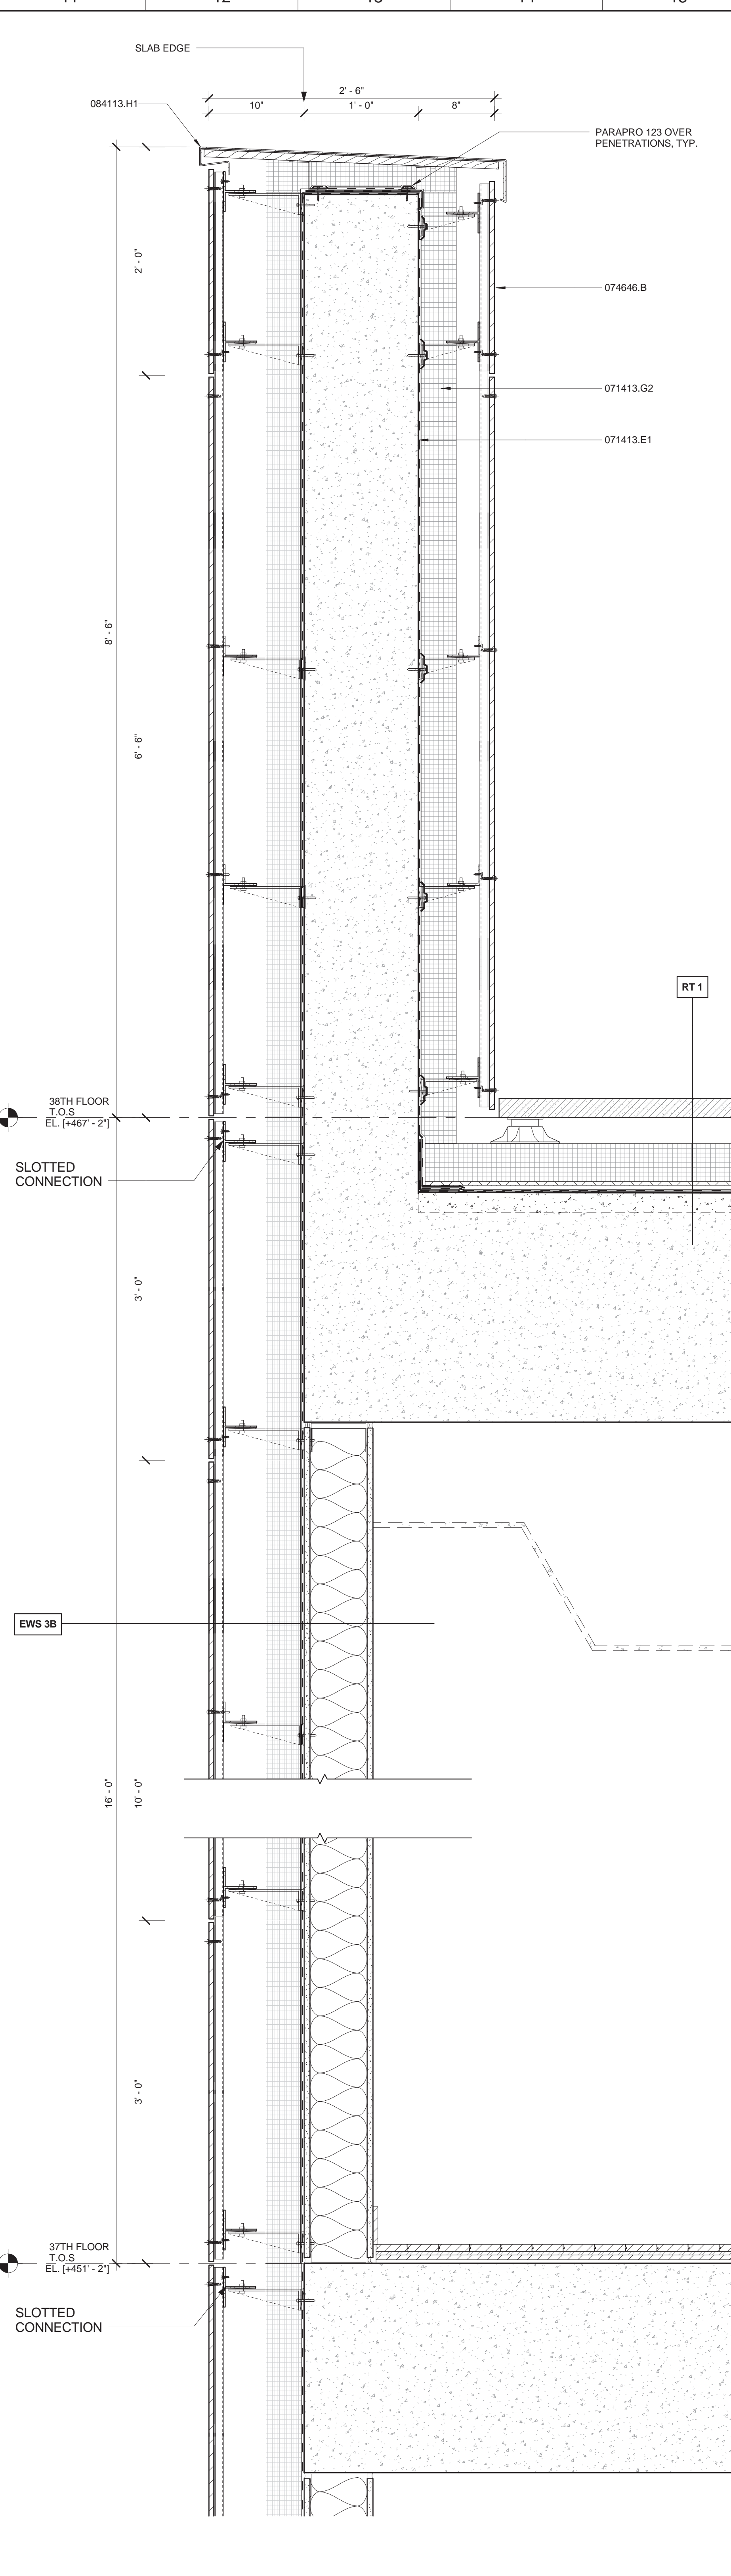 SLAB EDGE
2' - 6"
10"
1' - 0"
8"
084113.H1
PARAPRO 123 OVER
PENETRATIONS, TYP.
2' - 0"
074646.B
071413.G2
071413.E1
8' - 6"
6' - 6"
RT 1
38TH FLOOR
T.O.S
EL. [+467' - 2"]
SLOTTED
CONNECTION
3' - 0"
EWS 3B
16' - 0"
10' - 0"
3' - 0"
37TH FLOOR
T.O.S
EL. [+451' - 2"]
SLOTTED
CONNECTION